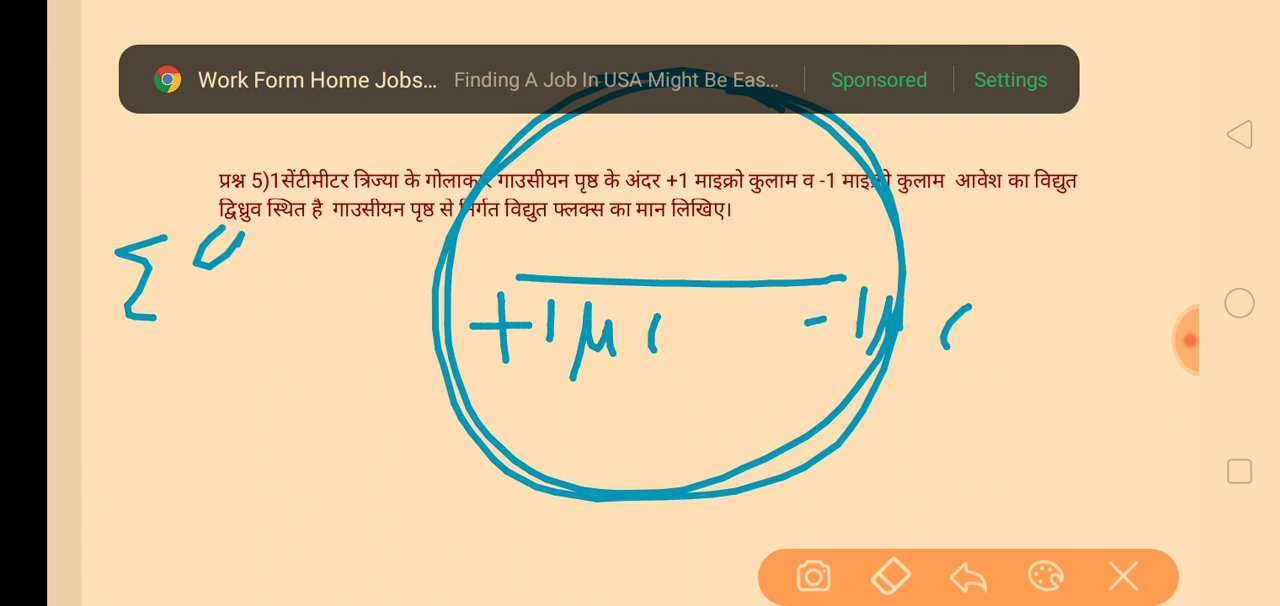 Work Form Home Jobs... Finding A Job In USA Might Be Eas... Sponsored Settings
प्रश्न 5)1सेंटीमीटर त्रिज्या के गोलाकार गाउसीयन पृष्ठ के अंदर +1 माइक्रो कुलाम व -1 माइक्रो कुलाम आवेश का विद्युत
द्विध्रुव स्थित है गाउसीयन पृष्ठ से निर्गत विद्युत फ्लक्स का मान लिखिए।
Σ
+1μc -1μc